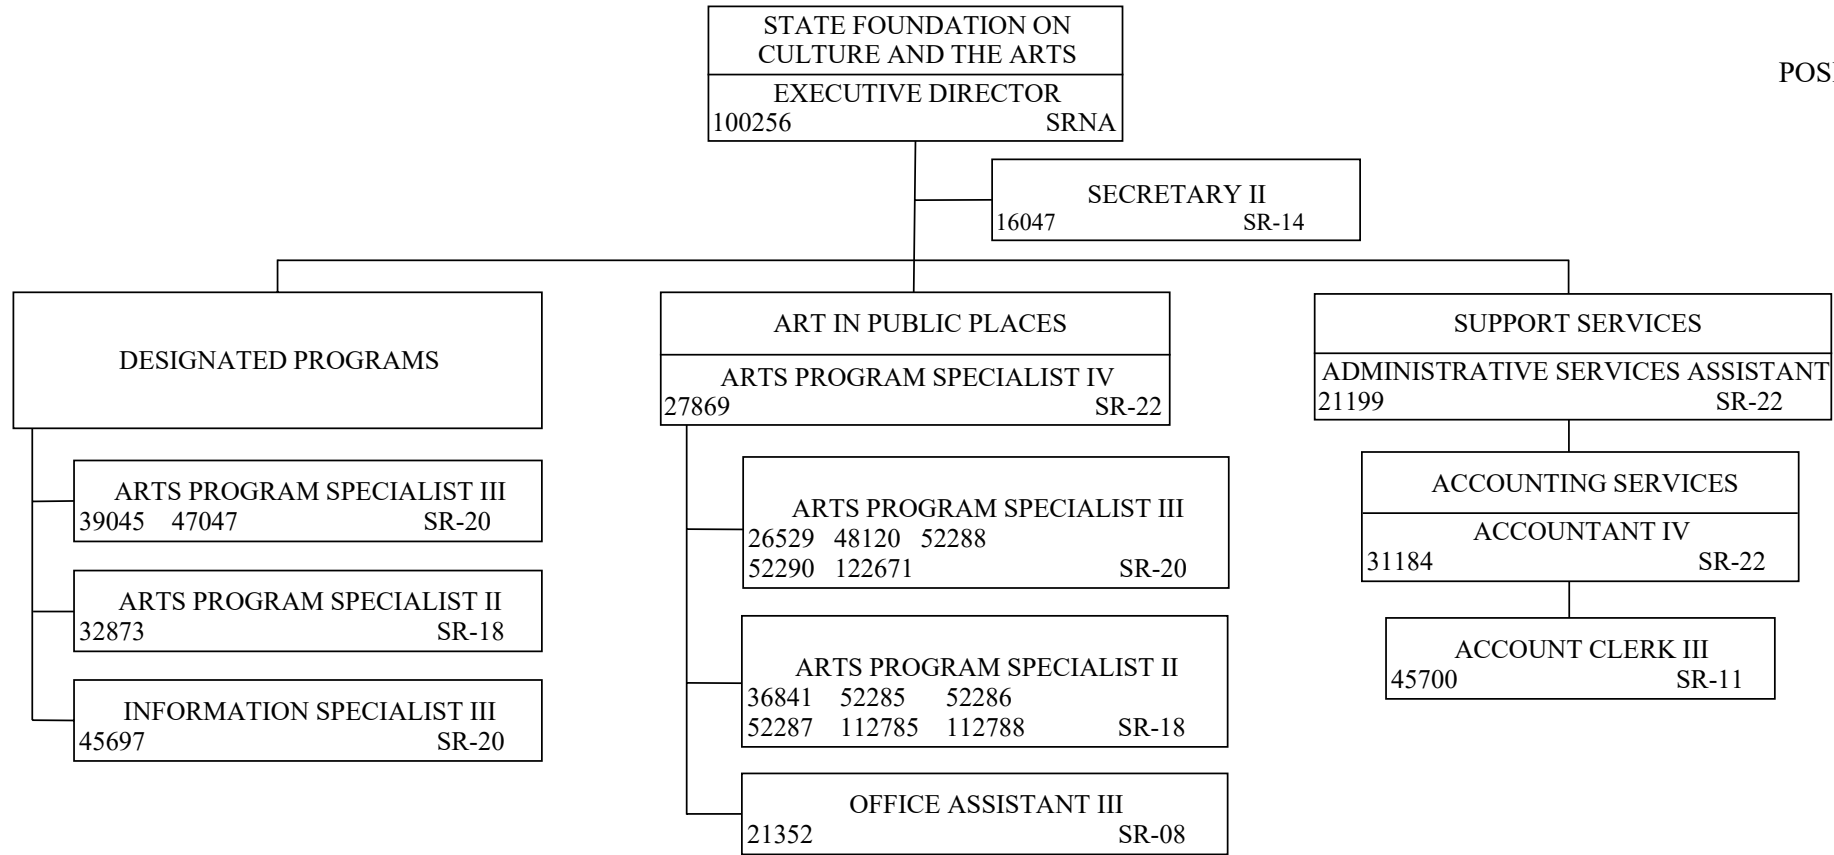 STATE FOUNDATION ON
CULTURE AND THE ARTS
EXECUTIVE DIRECTOR
100256 SRNA
POS
SECRETARY II
16047 SR-14
DESIGNATED PROGRAMS
ARTS PROGRAM SPECIALIST III
39045 47047 SR-20
ARTS PROGRAM SPECIALIST II
32873 SR-18
INFORMATION SPECIALIST III
45697 SR-20
ART IN PUBLIC PLACES
ARTS PROGRAM SPECIALIST IV
27869 SR-22
ARTS PROGRAM SPECIALIST III
26529 48120 52288
52290 122671 SR-20
ARTS PROGRAM SPECIALIST II
36841 52285 52286
52287 112785 112788 SR-18
OFFICE ASSISTANT III
21352 SR-08
SUPPORT SERVICES
ADMINISTRATIVE SERVICES ASSISTANT
21199 SR-22
ACCOUNTING SERVICES
ACCOUNTANT IV
31184 SR-22
ACCOUNT CLERK III
45700 SR-11